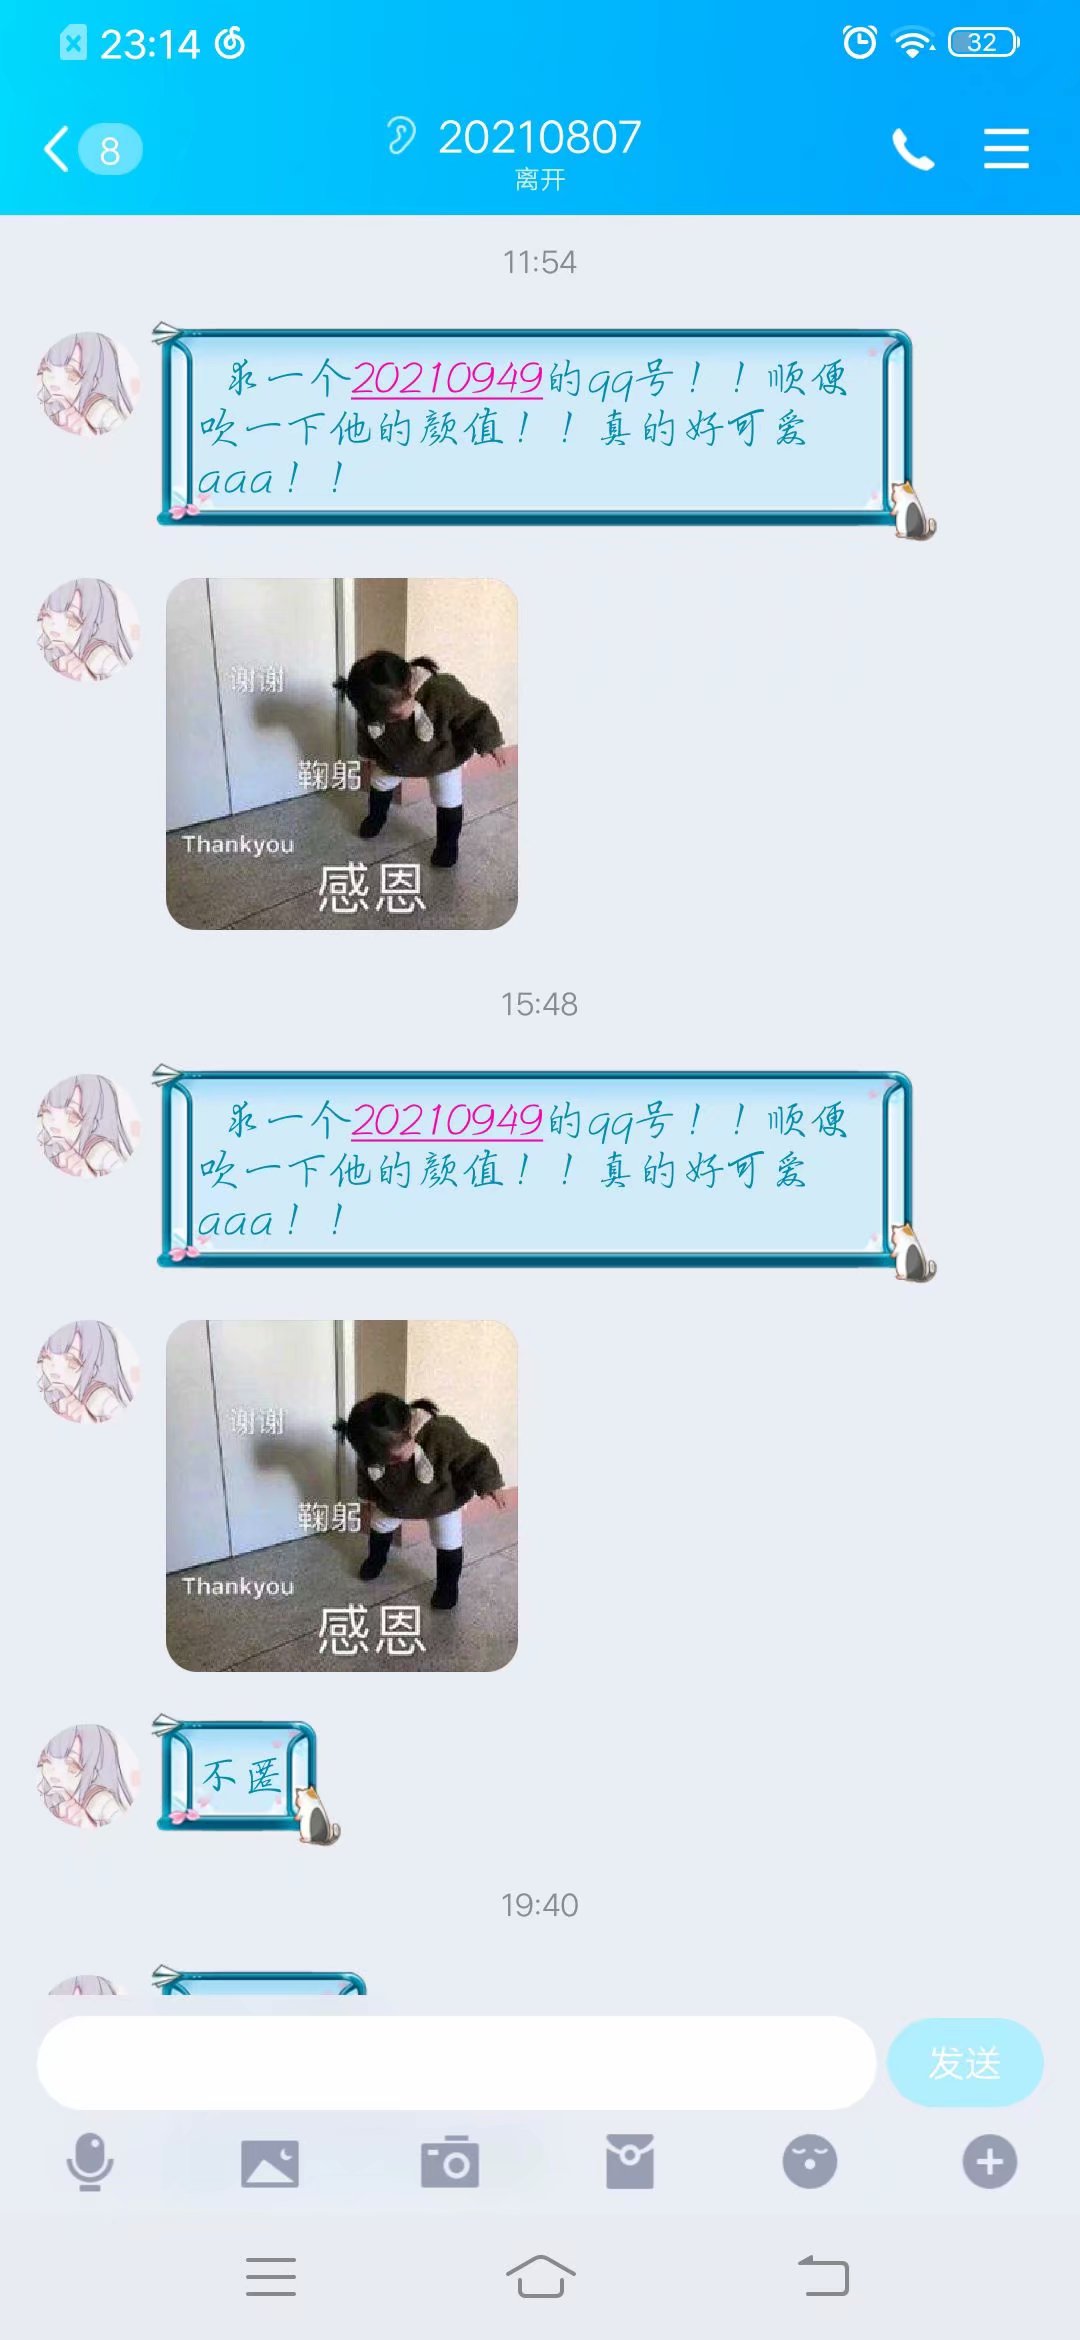 23:14
32
8
20210807
离开
11:54
求一个20210949的qq号！！顺便
吹一下他的颜值！！真的好可爱
aaa！！
谢谢
鞠躬
Thankyou
感恩
15:48
求一个20210949的qq号！！顺便
吹一下他的颜值！！真的好可爱
aaa！！
谢谢
鞠躬
Thankyou
感恩
不匿
19:40
发送